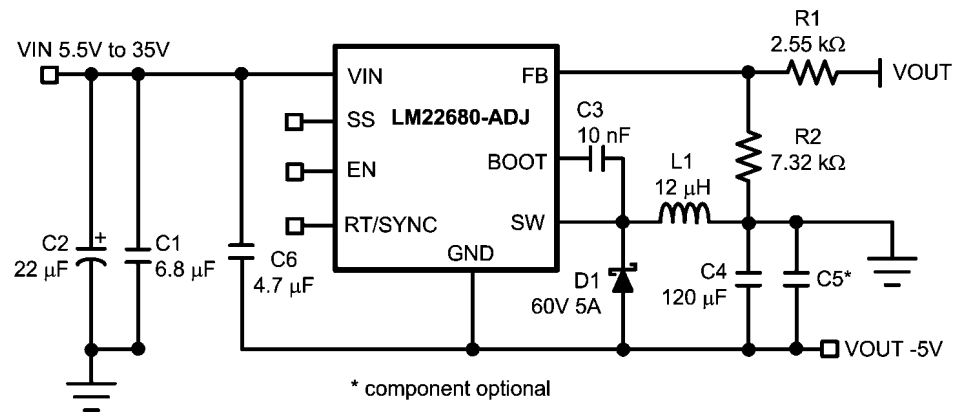 VIN 5.5V to 35V
R1
2.55 kΩ
VOUT
VIN
FB
LM22680-ADJ
SS
C3
10 nF
R2
7.32 kΩ
EN
BOOT
L1
12 μH
RT/SYNC
SW
GND
C2
+
22 μF
C1
6.8 μF
C6
4.7 μF
D1
60V 5A
C4
120 μF
C5*
VOUT -5V
* component optional